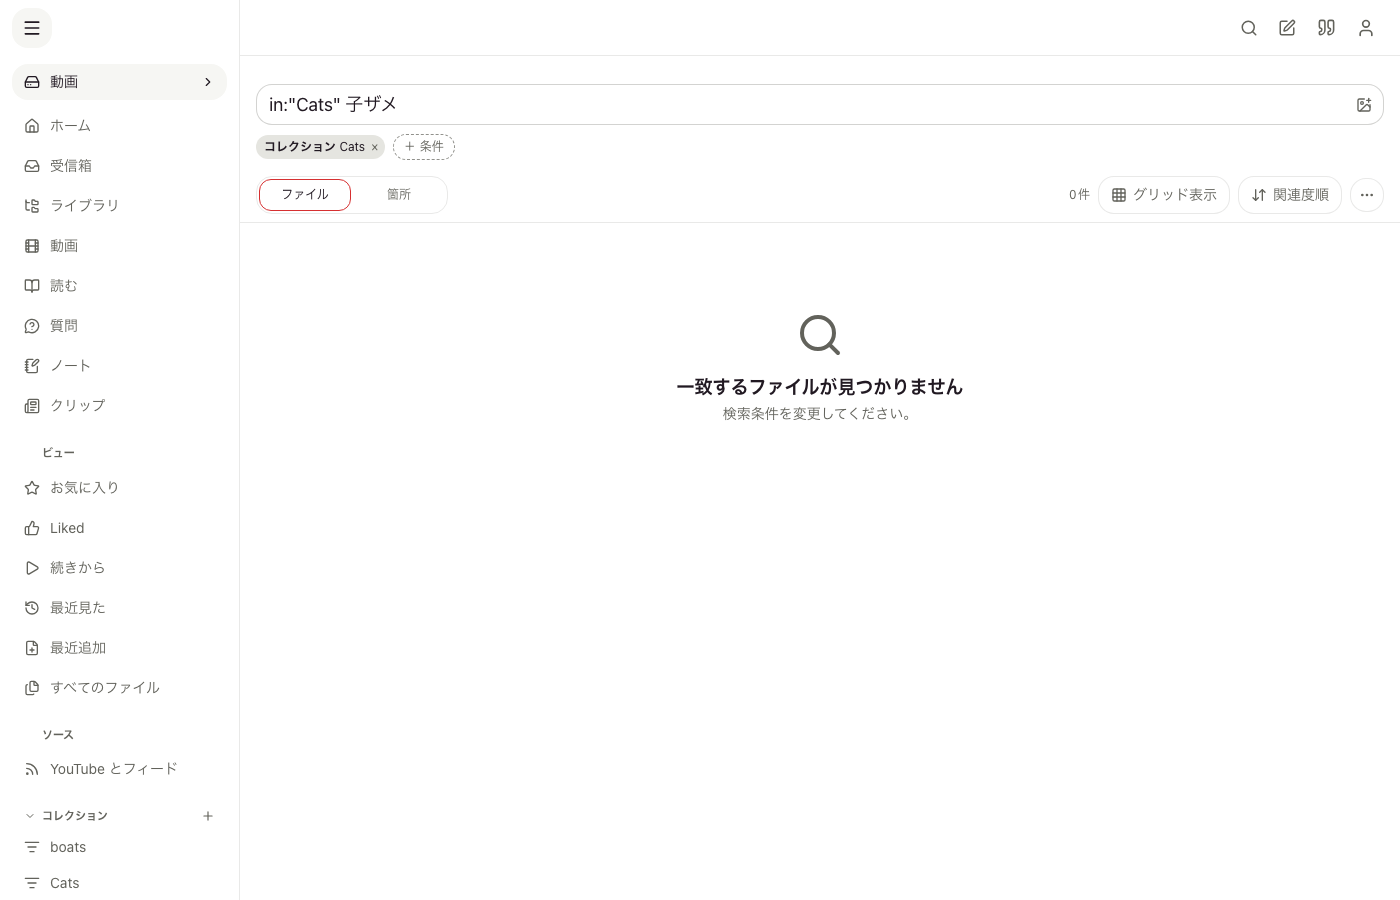 動画
ホーム
受信箱
ライブラリ
動画
読む
質問
ノート
クリップ
ビュー
お気に入り
Liked
続きから
最近見た
最近追加
すべてのファイル
ソース
YouTube とフィード
コレクション
boats
Cats
in:"Cats" 子ザメ
コレクション Cats ×
+ 条件
ファイル
箇所
0 件
グリッド表示
関連度順
一致するファイルが見つかりません
検索条件を変更してください。